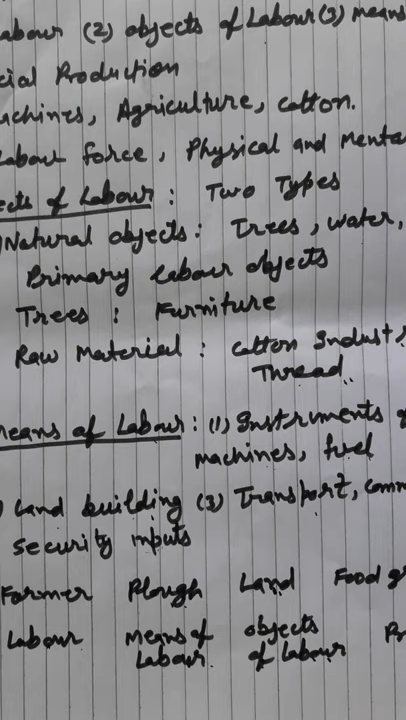 abour (2) objects of Labour (3) means
cial Production
achines, Agriculture, cotton.
Labour force, Physical and Menta
ects of Labour : Two Types
) Natural objects : Trees, water,
Primary labour objects
Trees : Furniture
Raw Material : Cotton Indust
Thread
means of Labour : (1) Instruments
machines, fuel
) Land building (3) Transport, comm
security inputs
Farmer Plough Land Food g
Labour Means of Labour. objects of labour Pr